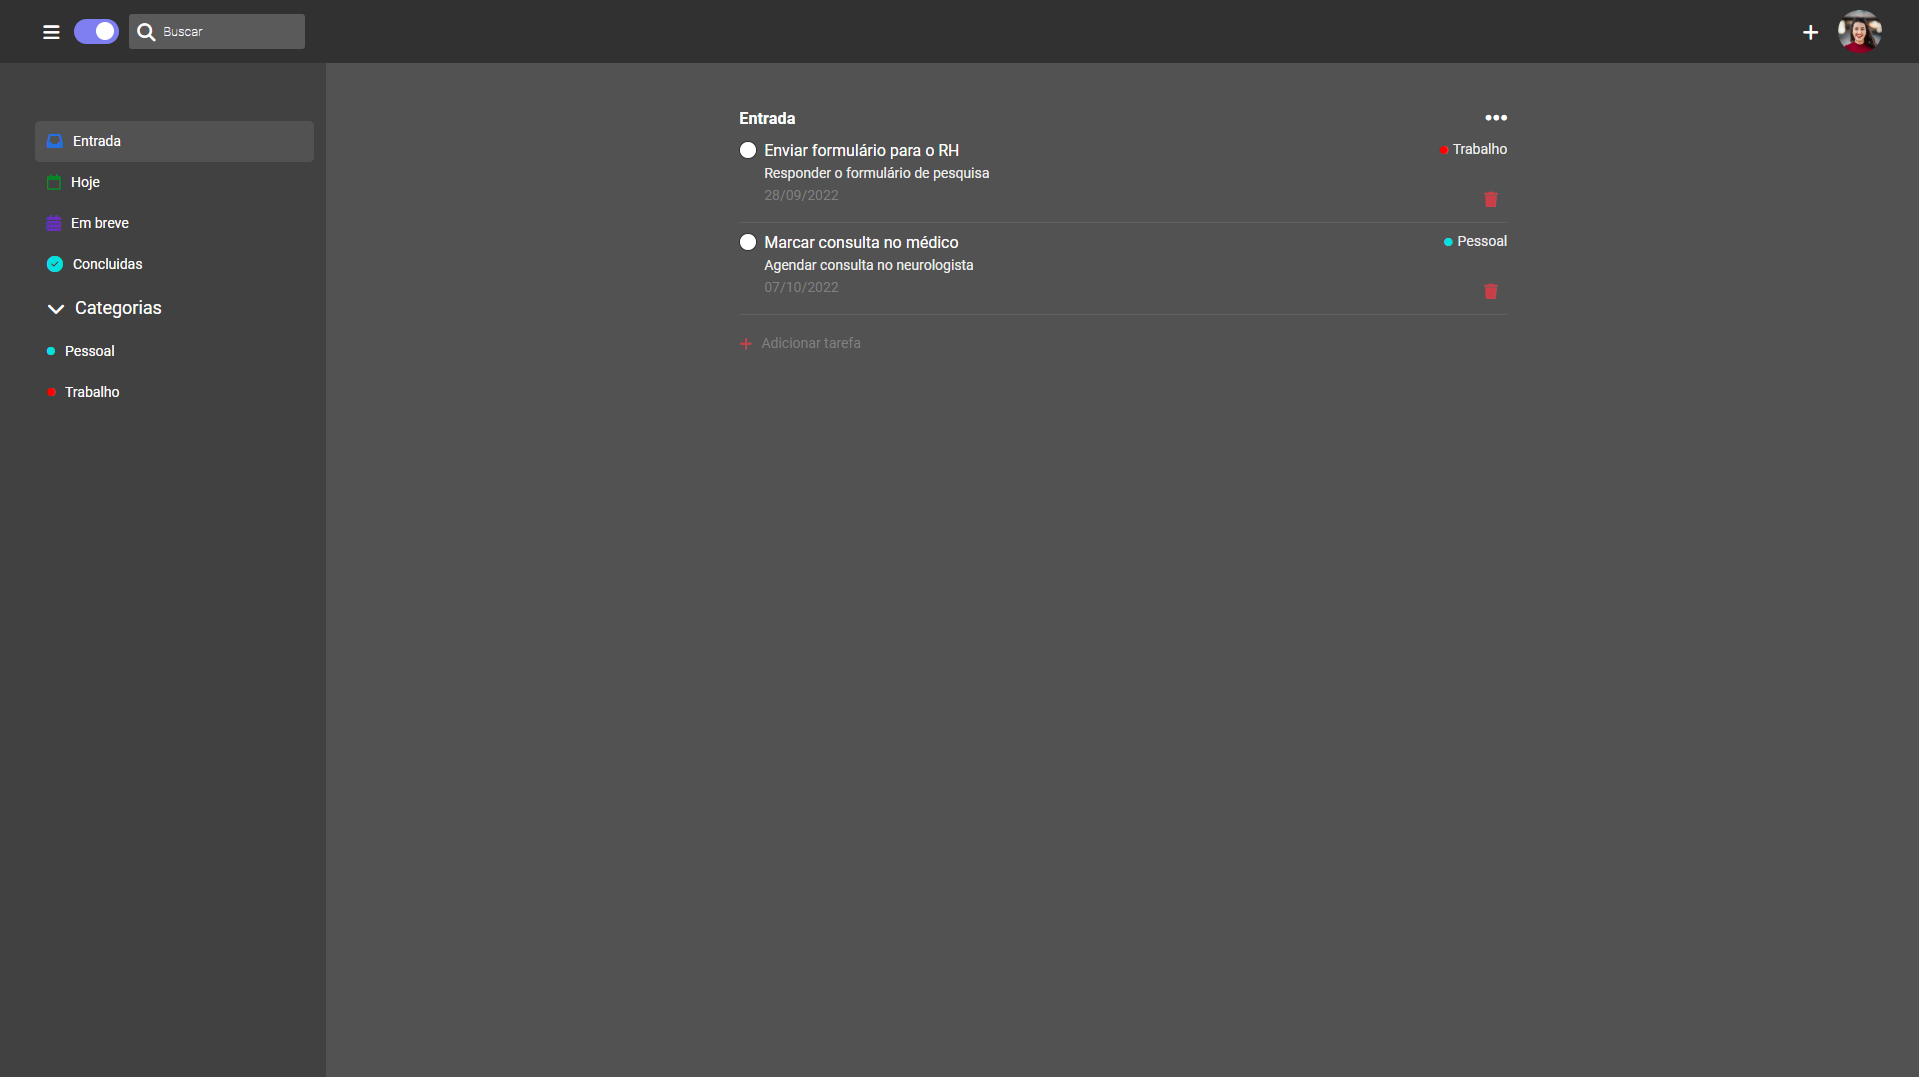 Buscar
Entrada
Hoje
Em breve
Concluidas
Categorias
Pessoal
Trabalho
Entrada
Enviar formulário para o RH
Trabalho
Responder o formulário de pesquisa
28/09/2022
Marcar consulta no médico
Pessoal
Agendar consulta no neurologista
07/10/2022
Adicionar tarefa